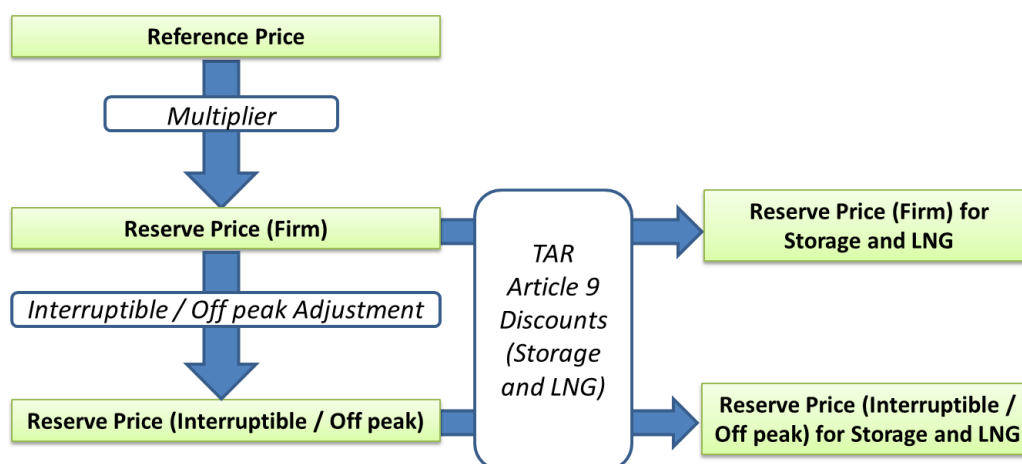 Reference Price
Multiplier
Reserve Price (Firm)
Interruptible / Off peak Adjustment
Reserve Price (Interruptible / Off peak)
TAR
Article 9
Discounts
(Storage
and LNG)
Reserve Price (Firm) for
Storage and LNG
Reserve Price (Interruptible /
Off peak) for Storage and LNG